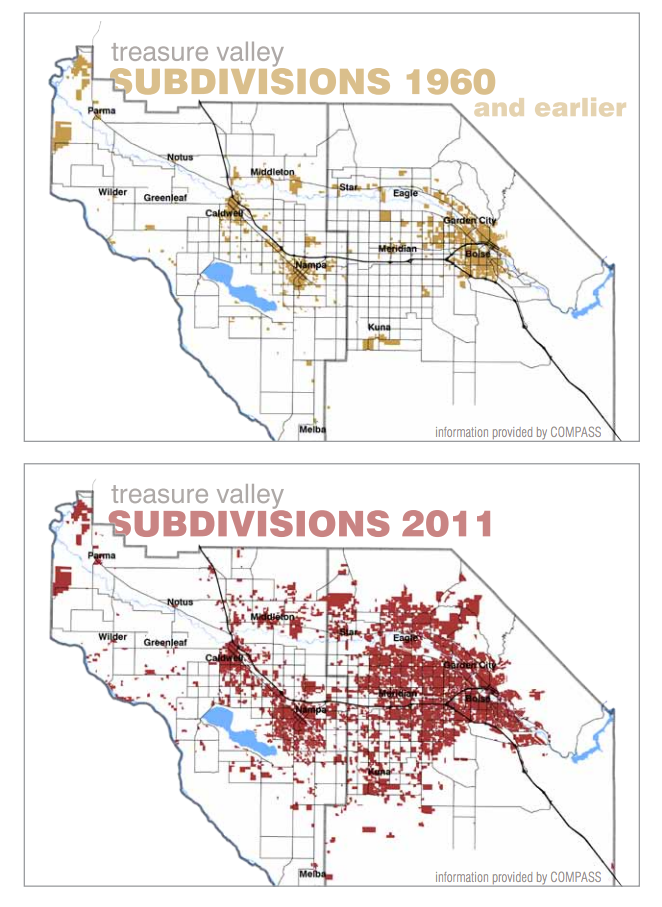 treasure valley
SUBDIVISIONS 1960
and earlier
Parma
Notus
Middleton
Star
Eagle
Wilder
Greenleaf
Caldwell
Garden City
Meridian
Boise
Nampa
Kuna
Melba
information provided by COMPASS
treasure valley
SUBDIVISIONS 2011
Parma
Notus
Middleton
Star
Eagle
Wilder
Greenleaf
Caldwell
Garden City
Meridian
Boise
Nampa
Kuna
Melba
information provided by COMPASS